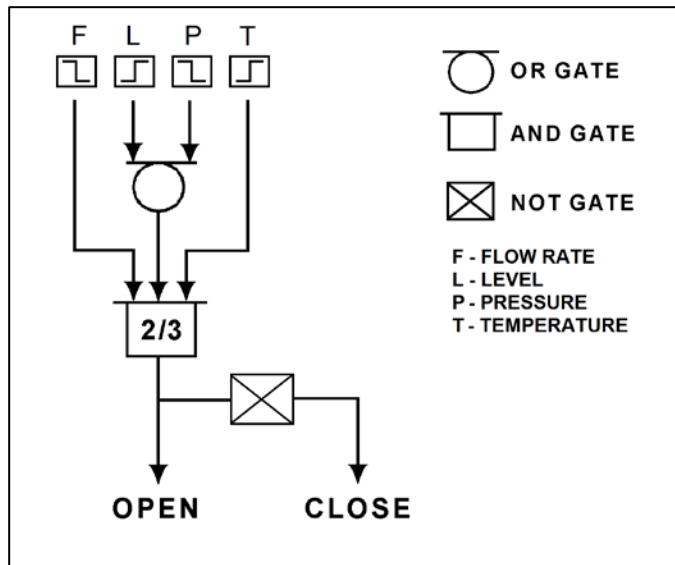 F L P T
OR GATE
AND GATE
NOT GATE
F - FLOW RATE
L - LEVEL
P - PRESSURE
T - TEMPERATURE
2/3
OPEN CLOSE